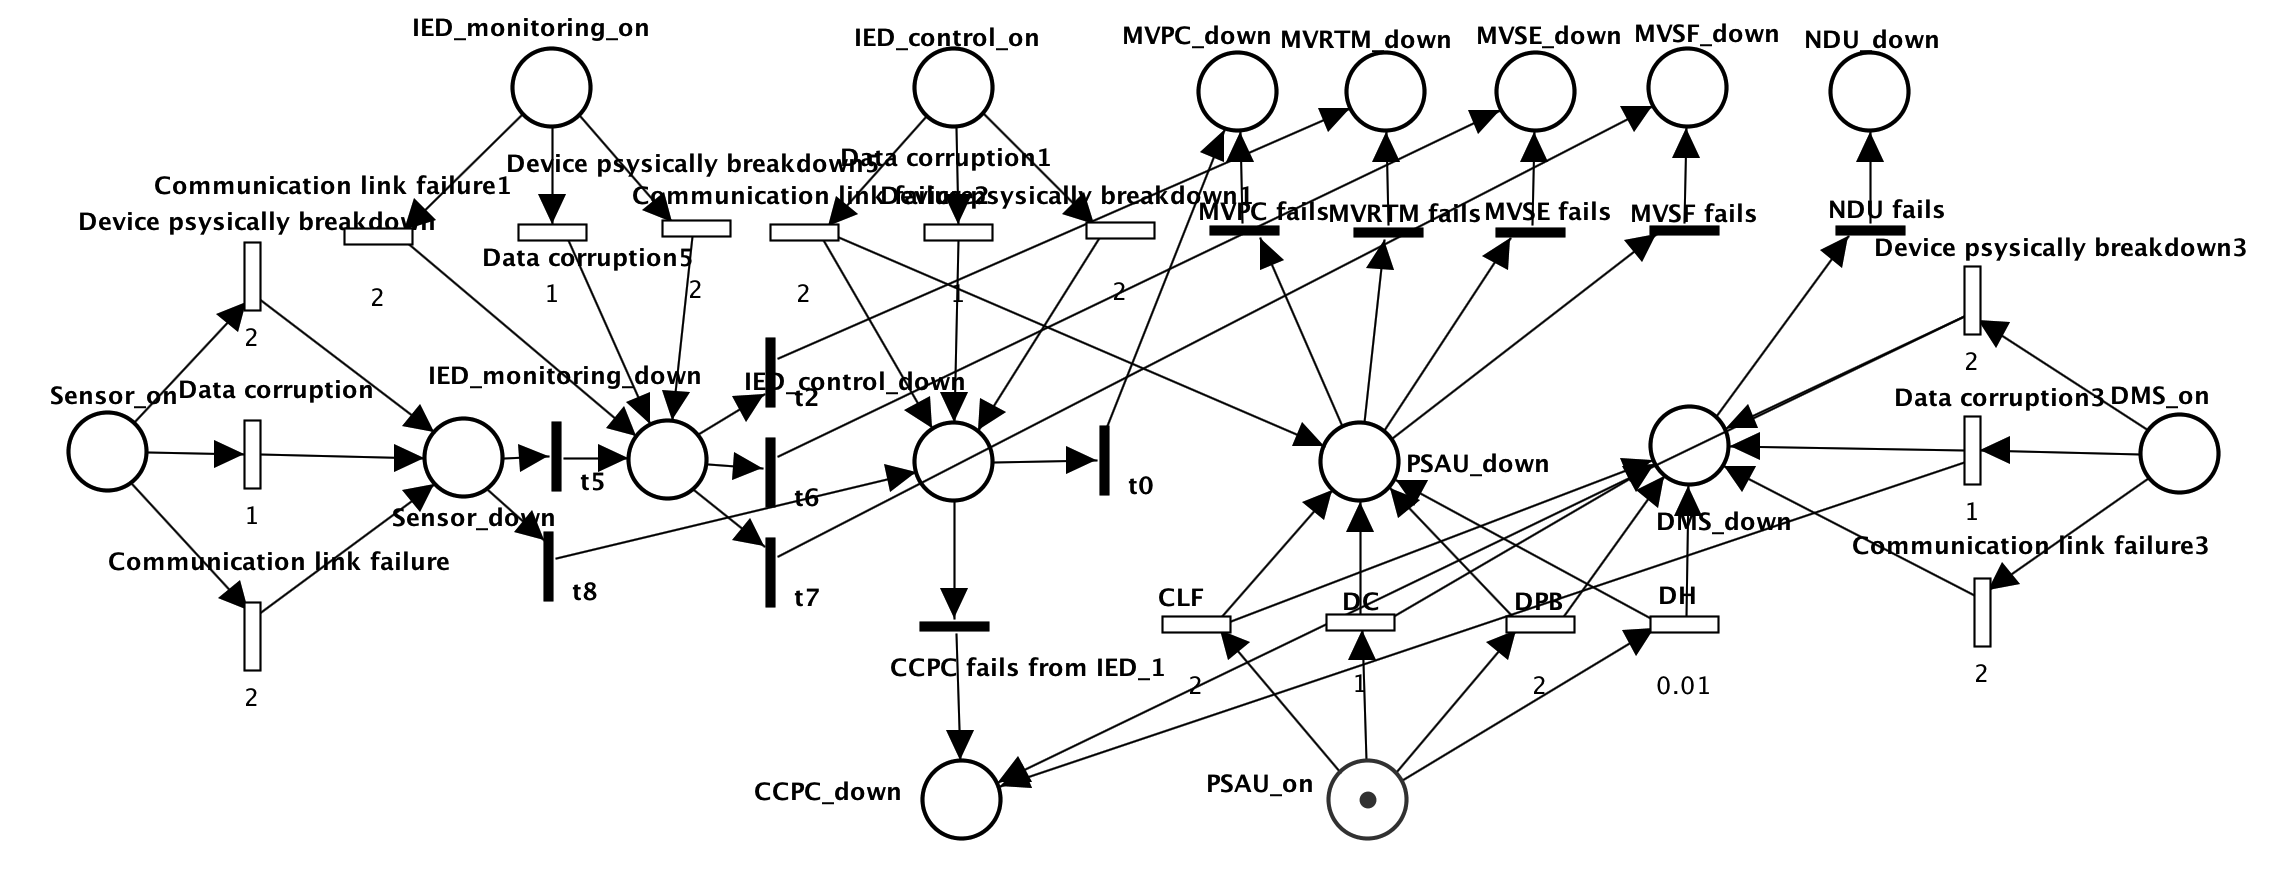 IED_monitoring_on
IED_control_on
MVPC_down
MVRTM_down
MVSE_down
MVSF_down
NDU_down
Device psysically breakdown5
Data corruption1
Communication link failure1
Communication link failure2
Device psysically breakdown1
Device psysically breakdown
MVPC fails
MVRTM fails
MVSE fails
MVSF fails
NDU fails
Device psysically breakdown3
Data corruption5
2
1
2
2
1
2
2
2
IED_monitoring_down
IED_control_down
t2
Sensor_on
Data corruption
Data corruption3
DMS_on
PSAU_down
t5
t6
t0
1
Sensor_down
DMS_down
1
Communication link failure
Communication link failure3
t8
t7
CLF
DC
DPB
DH
CCPC fails from IED_1
2
2
1
2
0.01
2
CCPC_down
PSAU_on